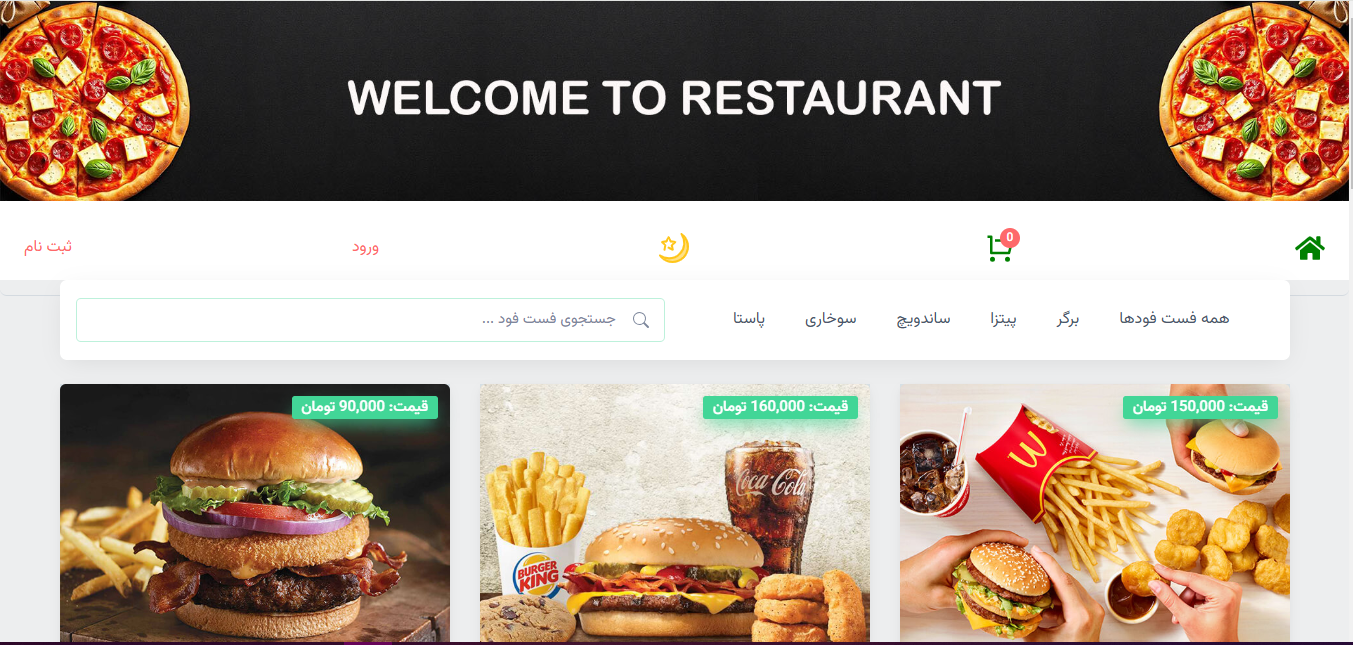 WELCOME TO RESTAURANT
0
ورود
ثبت نام
همه فست فودها
برگر
پیتزا
ساندویچ
سوخاری
پاستا
جستجوی فست فود ...
قیمت: 150,000 تومان
قیمت: 160,000 تومان
قیمت: 90,000 تومان
Coca-Cola
BURGER
KING
M